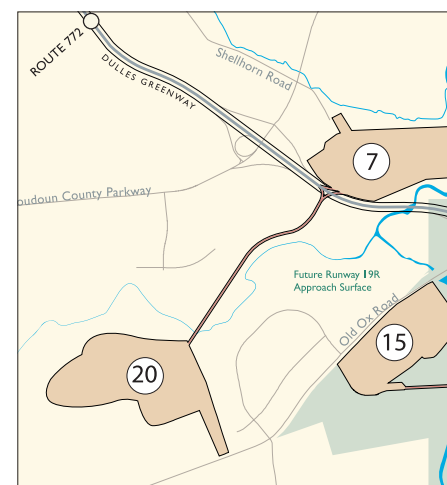 ROUTE 772
DULLES GREENWAY
Shellhorn Road
7
oudoun County Parkway
Future Runway 19R
Approach Surface
Old Ox Road
15
20